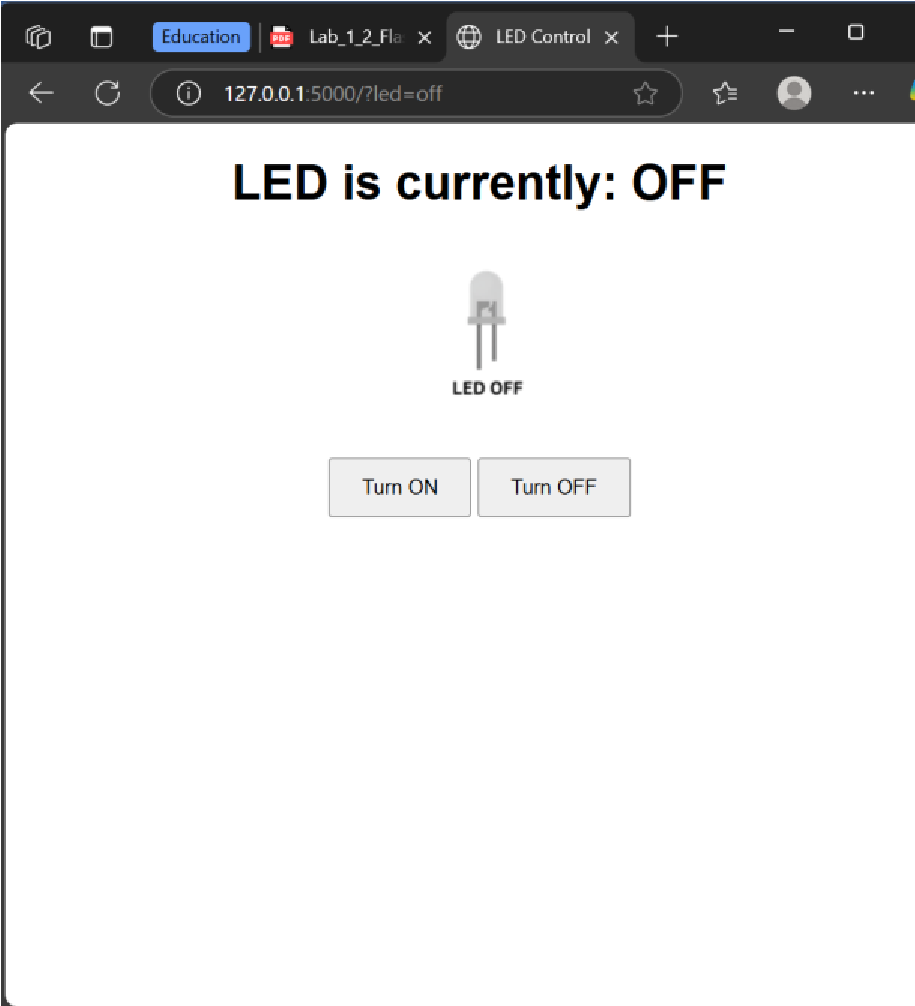 Education PDF Lab_1_2_Fla LED Control
127.0.0.1:5000/?led=off
LED is currently: OFF
LED OFF
Turn ON Turn OFF